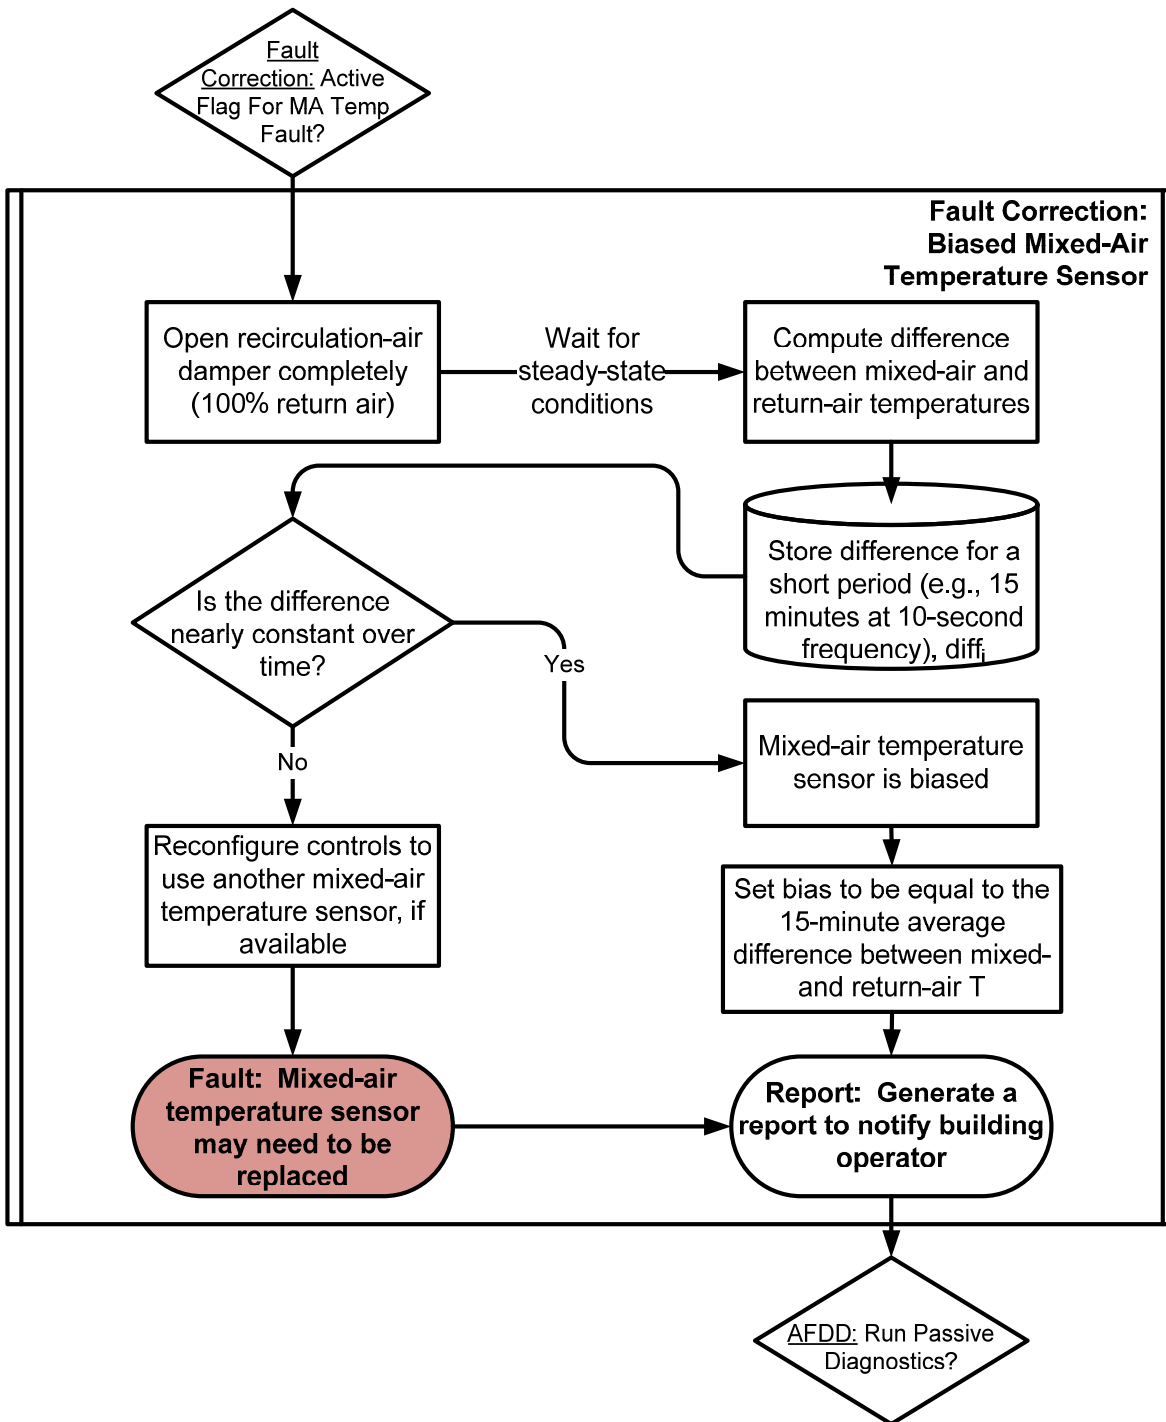 Fault
Correction: Active
Flag For MA Temp
Fault?
Fault Correction:
Biased Mixed-Air
Temperature Sensor
Open recirculation-air
damper completely
(100% return air)
Wait for
steady-state
conditions
Compute difference
between mixed-air and
return-air temperatures
Store difference for a
short period (e.g., 15
minutes at 10-second
frequency), diffi
Is the difference
nearly constant over
time?
Yes
No
Mixed-air temperature
sensor is biased
Reconfigure controls to
use another mixed-air
temperature sensor, if
available
Set bias to be equal to the
15-minute average
difference between mixed-
and return-air T
Fault: Mixed-air
temperature sensor
may need to be
replaced
Report: Generate a
report to notify building
operator
AFDD: Run Passive
Diagnostics?